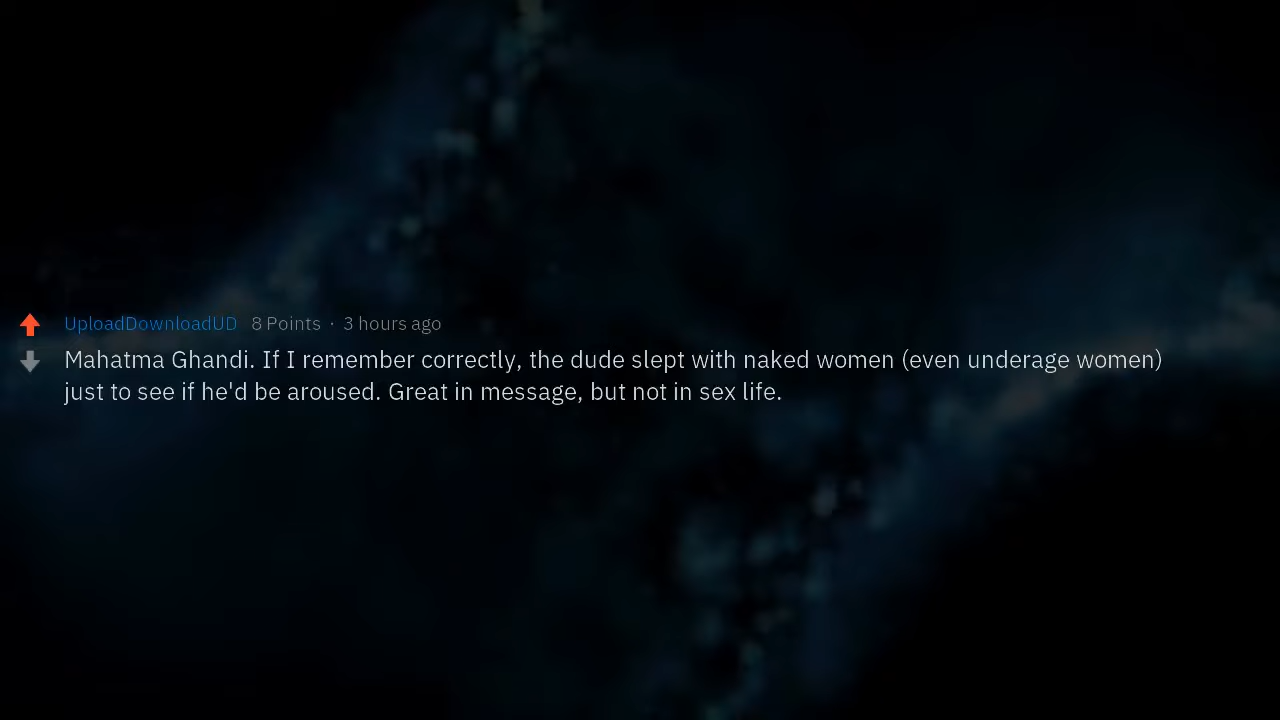 UploadDownloadUD 8 Points · 3 hours ago
Mahatma Ghandi. If I remember correctly, the dude slept with naked women (even underage women)
just to see if he'd be aroused. Great in message, but not in sex life.